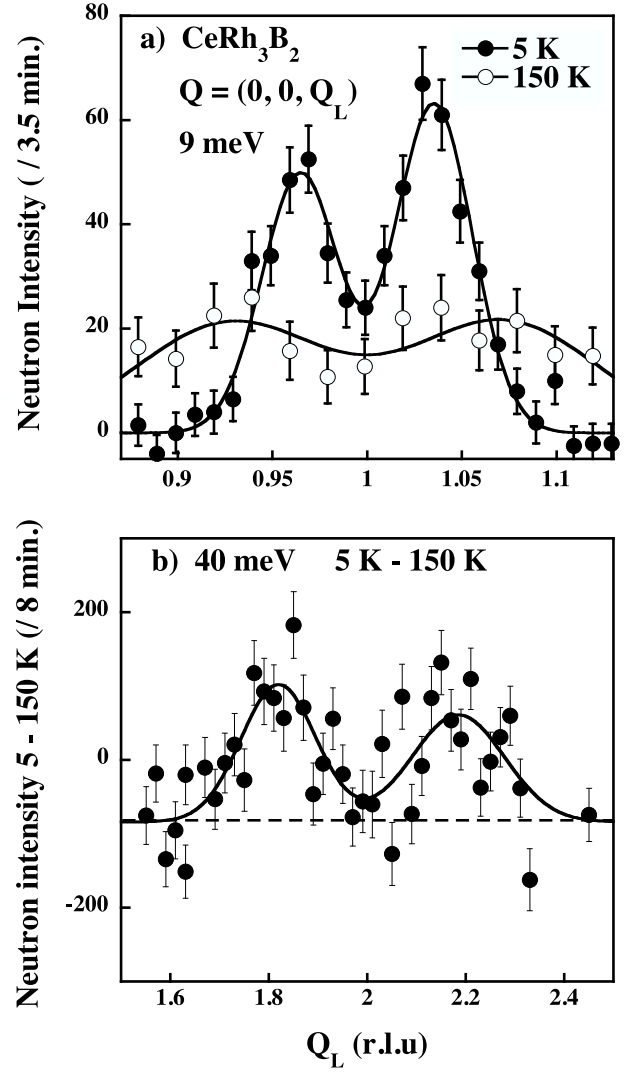 a) CeRh3B2
Q = (0, 0, QL)
9 meV
5 K
150 K
Neutron Intensity ( / 3.5 min.)
80
60
40
20
0
0.9 0.95 1 1.05 1.1
b) 40 meV 5 K - 150 K
Neutron intensity 5 - 150 K (/ 8 min.)
200
0
-200
1.6 1.8 2 2.2 2.4
QL (r.l.u)